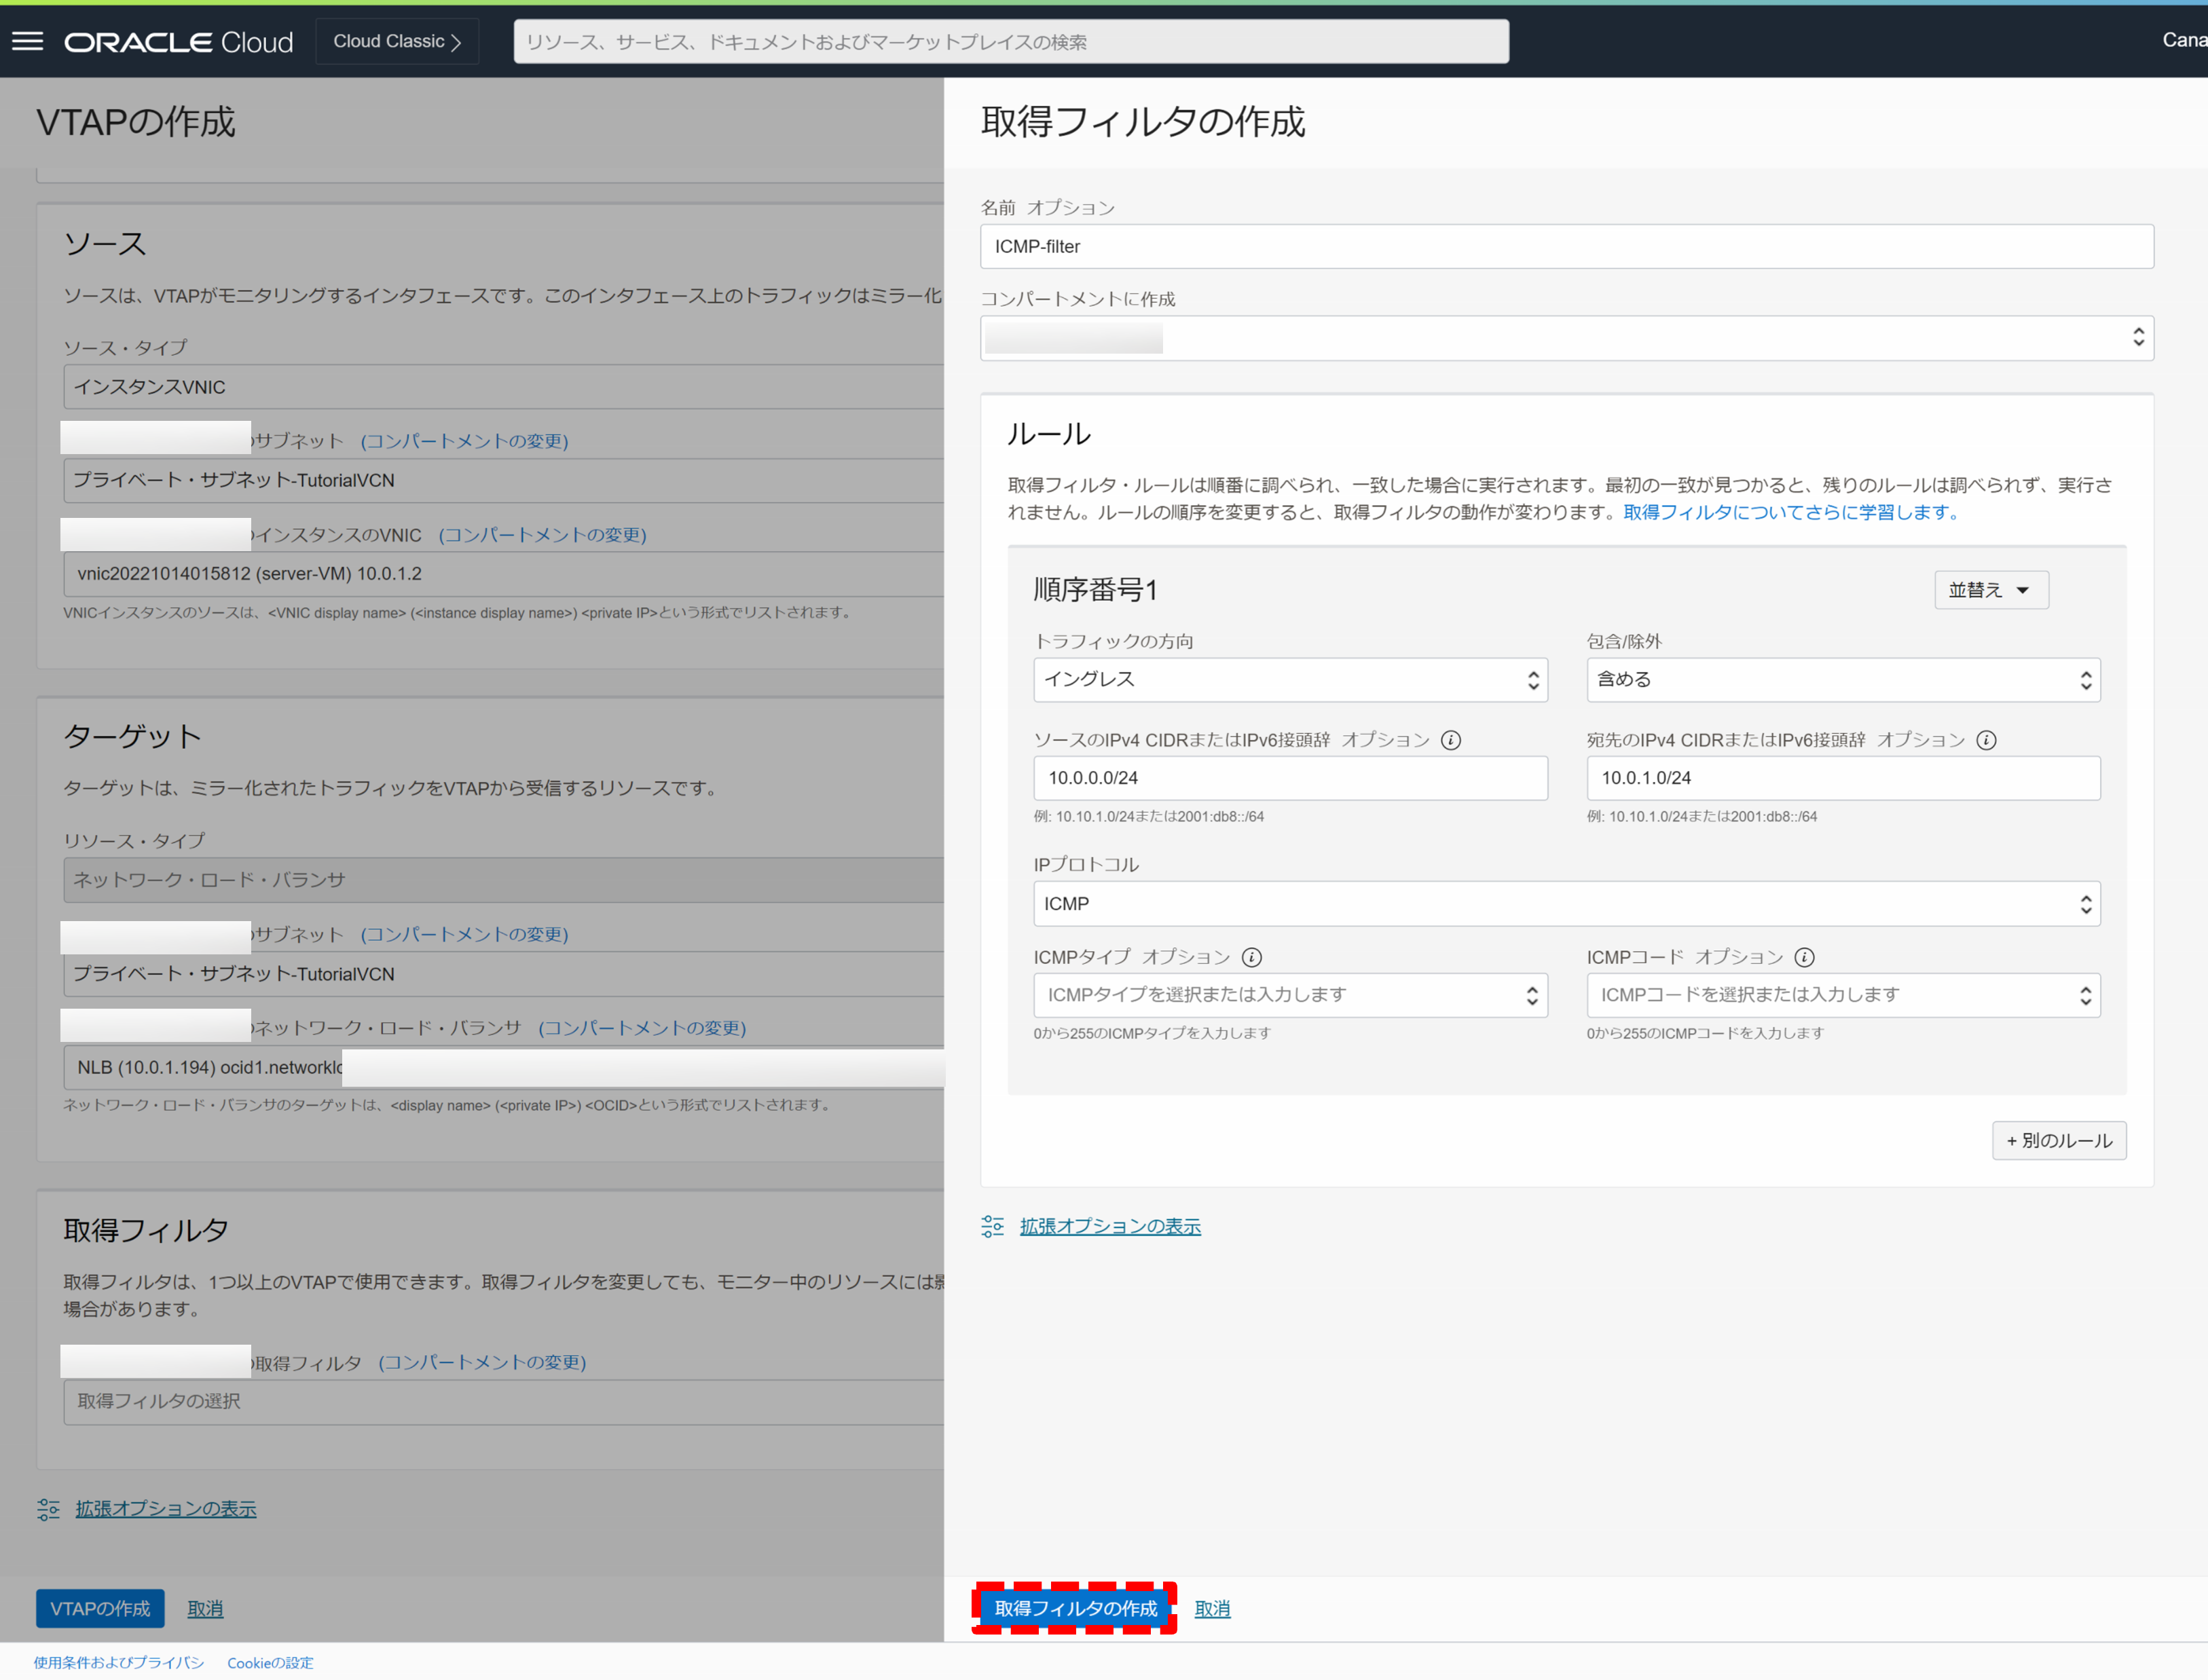 ORACLE Cloud
Cloud Classic
リソース、サービス、ドキュメントおよびマーケットプレイスの検索
VTAPの作成
ソース
ソースは、VTAPがモニタリングするインタフェースです。このインタフェース上のトラフィックはミラー化
ソース・タイプ
インスタンスVNIC
サブネット (コンパートメントの変更)
プライベート・サブネット-TutorialVCN
インスタンスのVNIC (コンパートメントの変更)
vnic20221014015812 (server-VM) 10.0.1.2
VNICインスタンスのソースは、<VNIC display name> (<instance display name>) <private IP>という形式でリストされます。
ターゲット
ターゲットは、ミラー化されたトラフィックをVTAPから受信するリソースです。
リソース・タイプ
ネットワーク・ロード・バランサ
サブネット (コンパートメントの変更)
プライベート・サブネット-TutorialVCN
ネットワーク・ロード・バランサ (コンパートメントの変更)
NLB (10.0.1.194)
ネットワーク・ロード・バランサのターゲットは、<display name> (<private IP>) <OCID>という形式でリストされます。
取得フィルタ
取得フィルタは、1つ以上のVTAPで使用できます。取得フィルタを変更しても、モニター中のリソースには
場合があります。
取得フィルタ (コンパートメントの変更)
取得フィルタの選択
拡張オプションの表示
VTAPの作成 取消
使用条件およびプライバシ Cookieの設定
取得フィルタの作成
名前 オプション
ICMP-filter
コンパートメントに作成
ルール
取得フィルタ・ルールは順番に調べられ、一致した場合に実行されます。最初の一致が見つかると、残りのルールは調べられず、実行さ
れません。ルールの順序を変更すると、取得フィルタの動作が変わります。取得フィルタについてさらに学習します。
順序番号1
並替え
トラフィックの方向 包含/除外
イングレス 含める
ソースのIPv4 CIDRまたはIPv6接頭辞 オプション 宛先のIPv4 CIDRまたはIPv6接頭辞 オプション
10.0.0.0/24 10.0.1.0/24
例: 10.10.1.0/24または2001:db8::/64 例: 10.10.1.0/24または2001:db8::/64
IPプロトコル
ICMP
ICMPタイプ オプション ICMPコード オプション
ICMPタイプを選択または入力します ICMPコードを選択または入力します
0から255のICMPタイプを入力します 0から255のICMPコードを入力します
+ 別のルール
拡張オプションの表示
取得フィルタの作成 取消